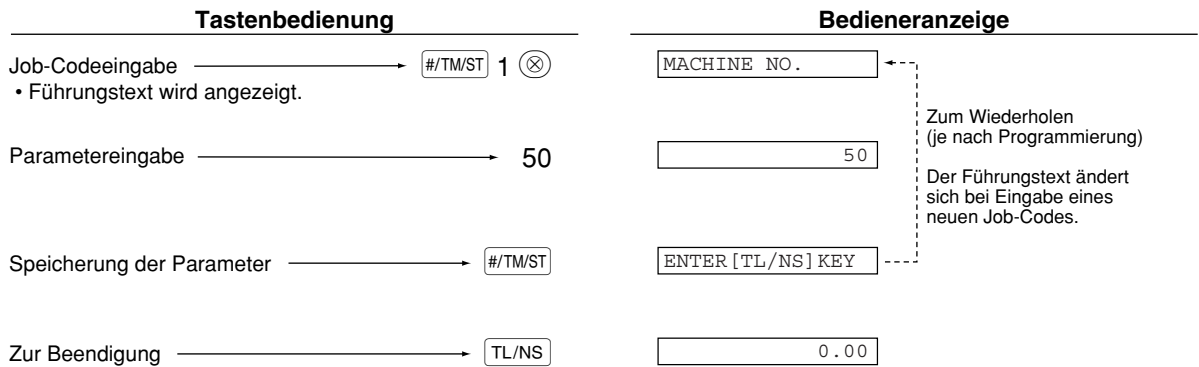 Tastenbedienung
Bedieneranzeige
Job-Codeeingabe #/TM/ST 1 ⊗ MACHINE NO.
• Führungstext wird angezeigt.
Zum Wiederholen
(je nach Programmierung)
Parametereingabe 50 50
Der Führungstext ändert
sich bei Eingabe eines
neuen Job-Codes.
Speicherung der Parameter #/TM/ST ENTER[TL/NS]KEY
Zur Beendigung TL/NS 0.00